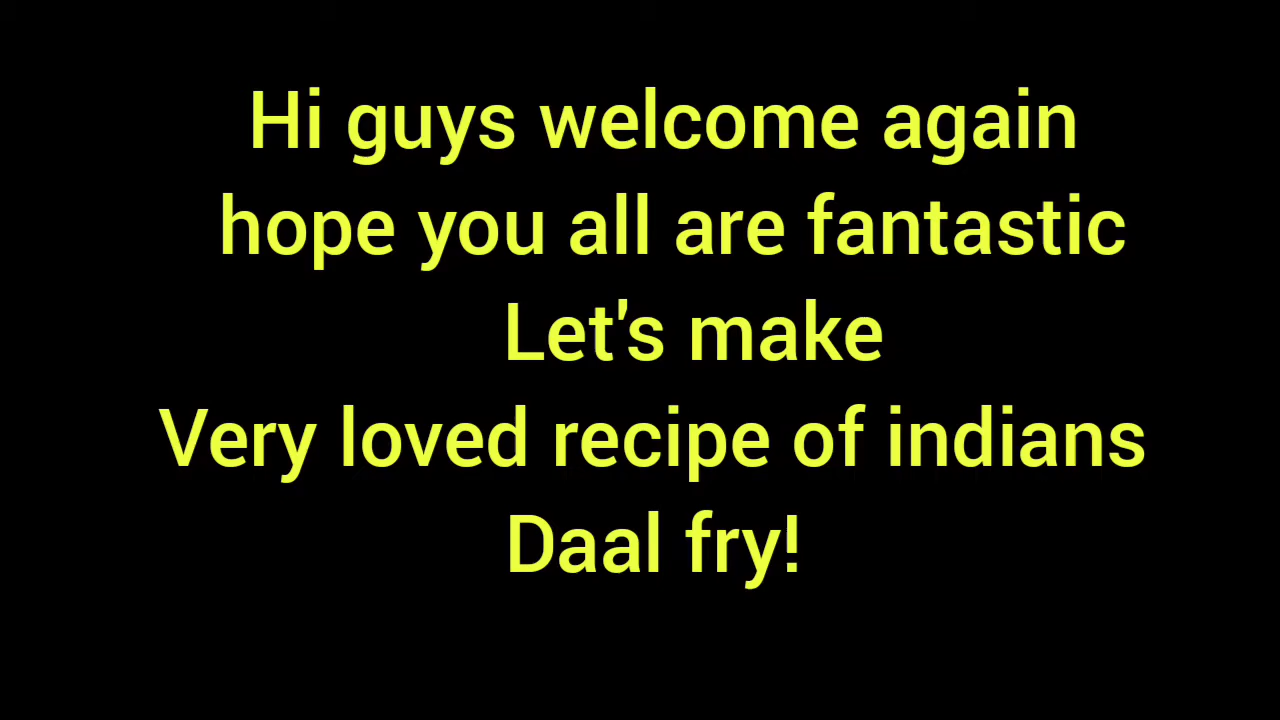 Hi guys welcome again
hope you all are fantastic
Let's make
Very loved recipe of indians
Daal fry!